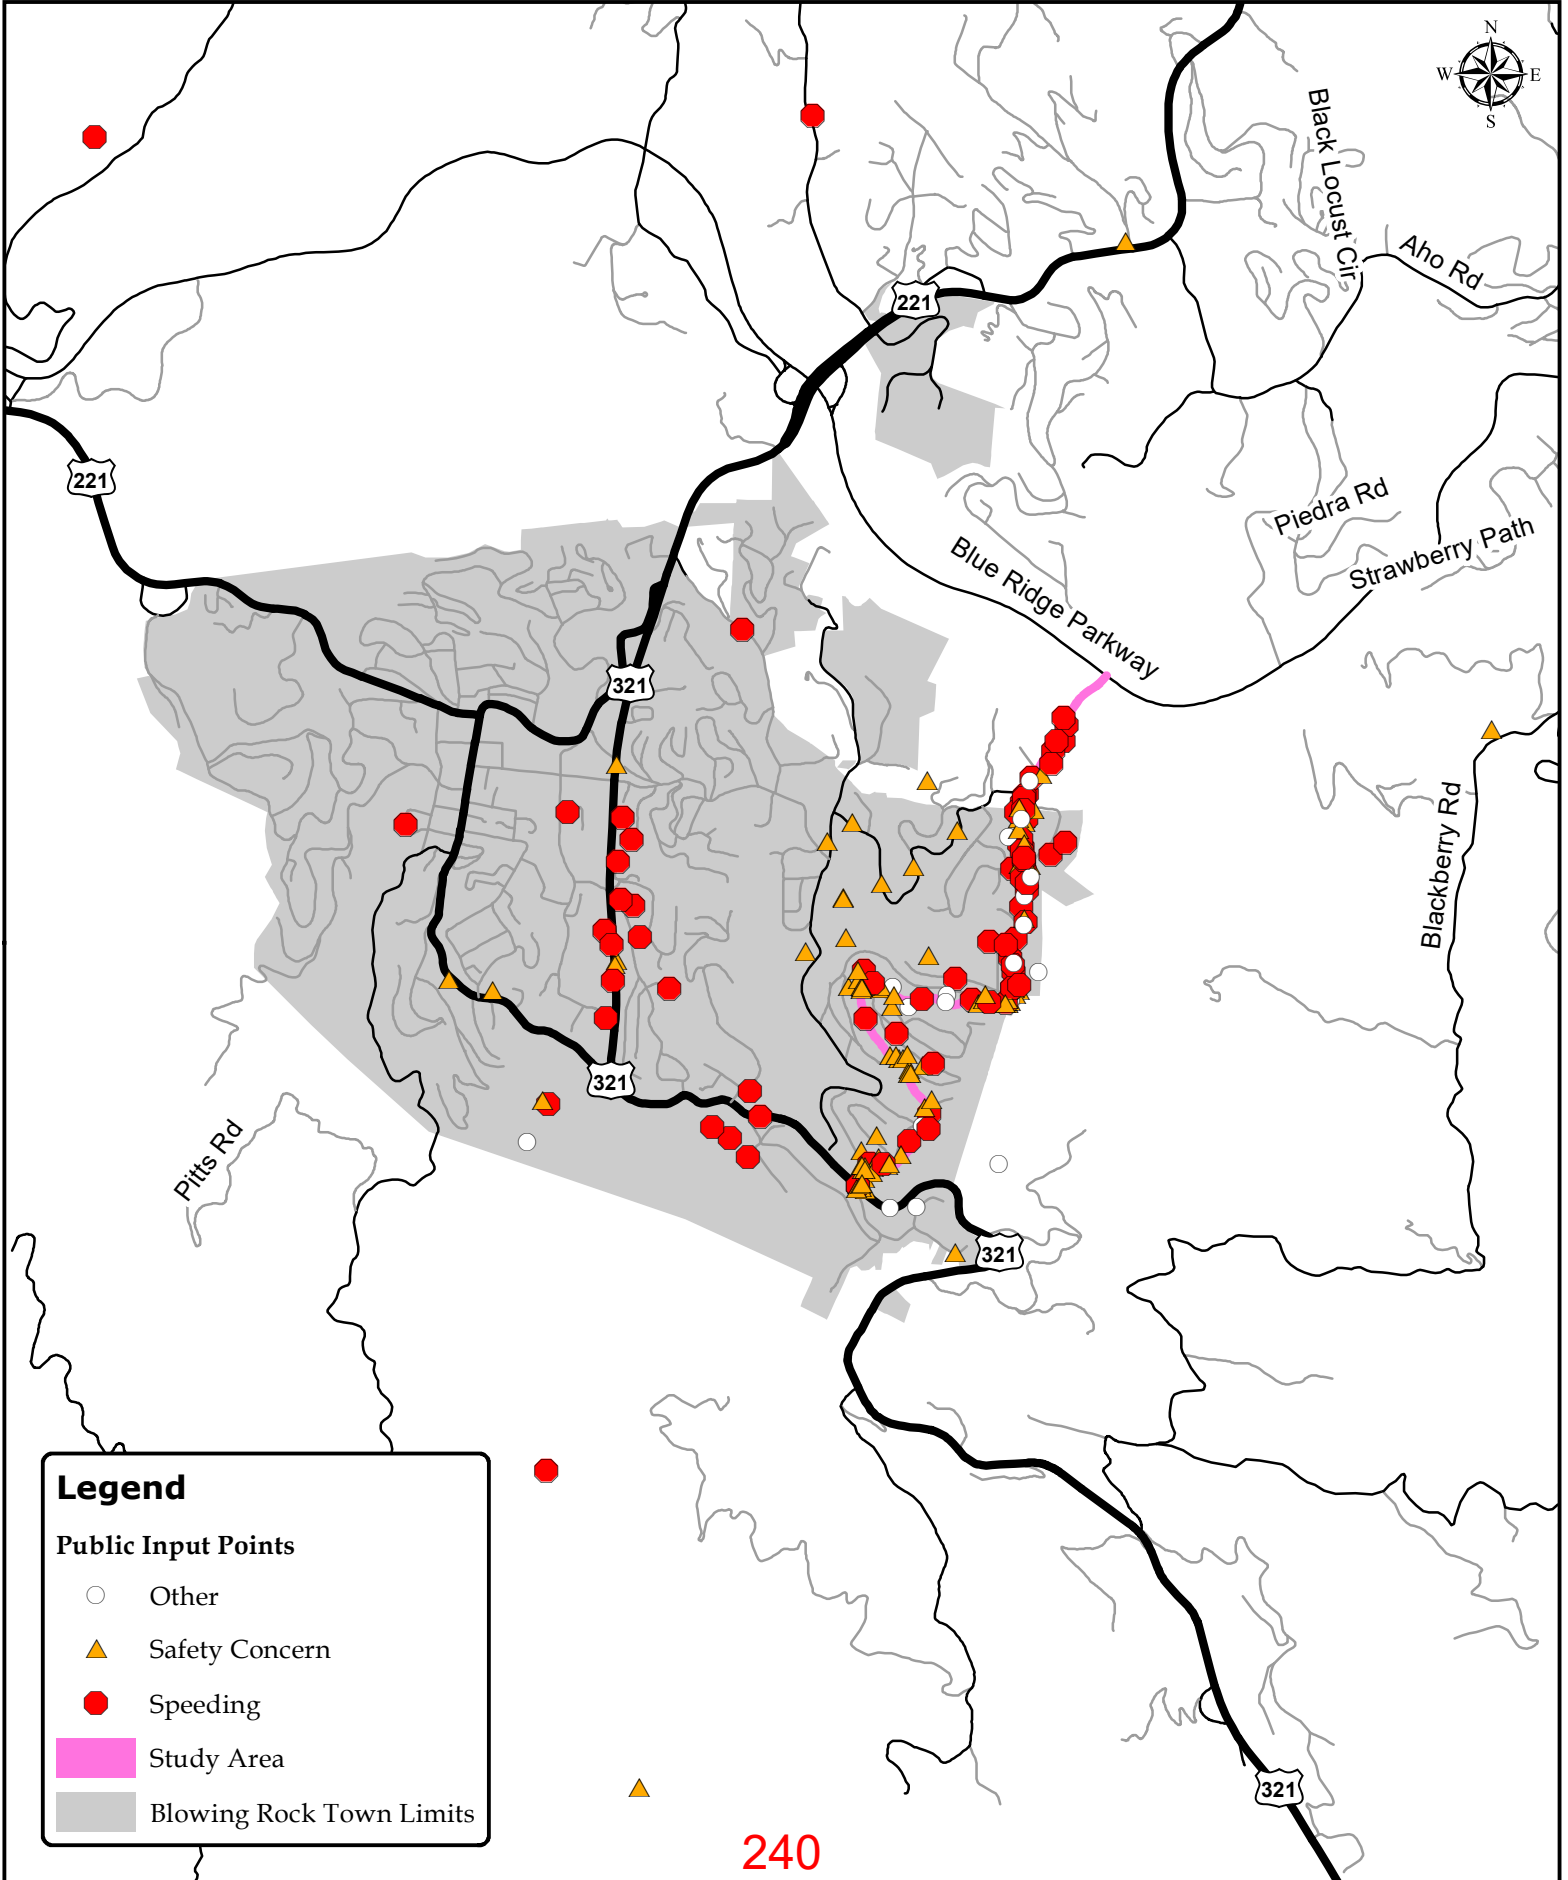 N
W E
S
Black Locust Cir
Aho Rd
221
221
Piedra Rd
Strawberry Path
Blue Ridge Parkway
321
Blackberry Rd
321
Pitts Rd
321
Legend
Public Input Points
Other
Safety Concern
Speeding
Study Area
Blowing Rock Town Limits
321
240